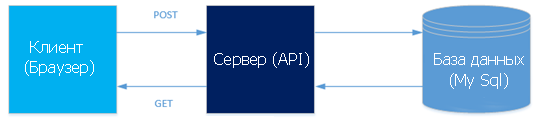 POST
Клиент
(Браузер)
Сервер (API)
База данных
(My Sql)
GET